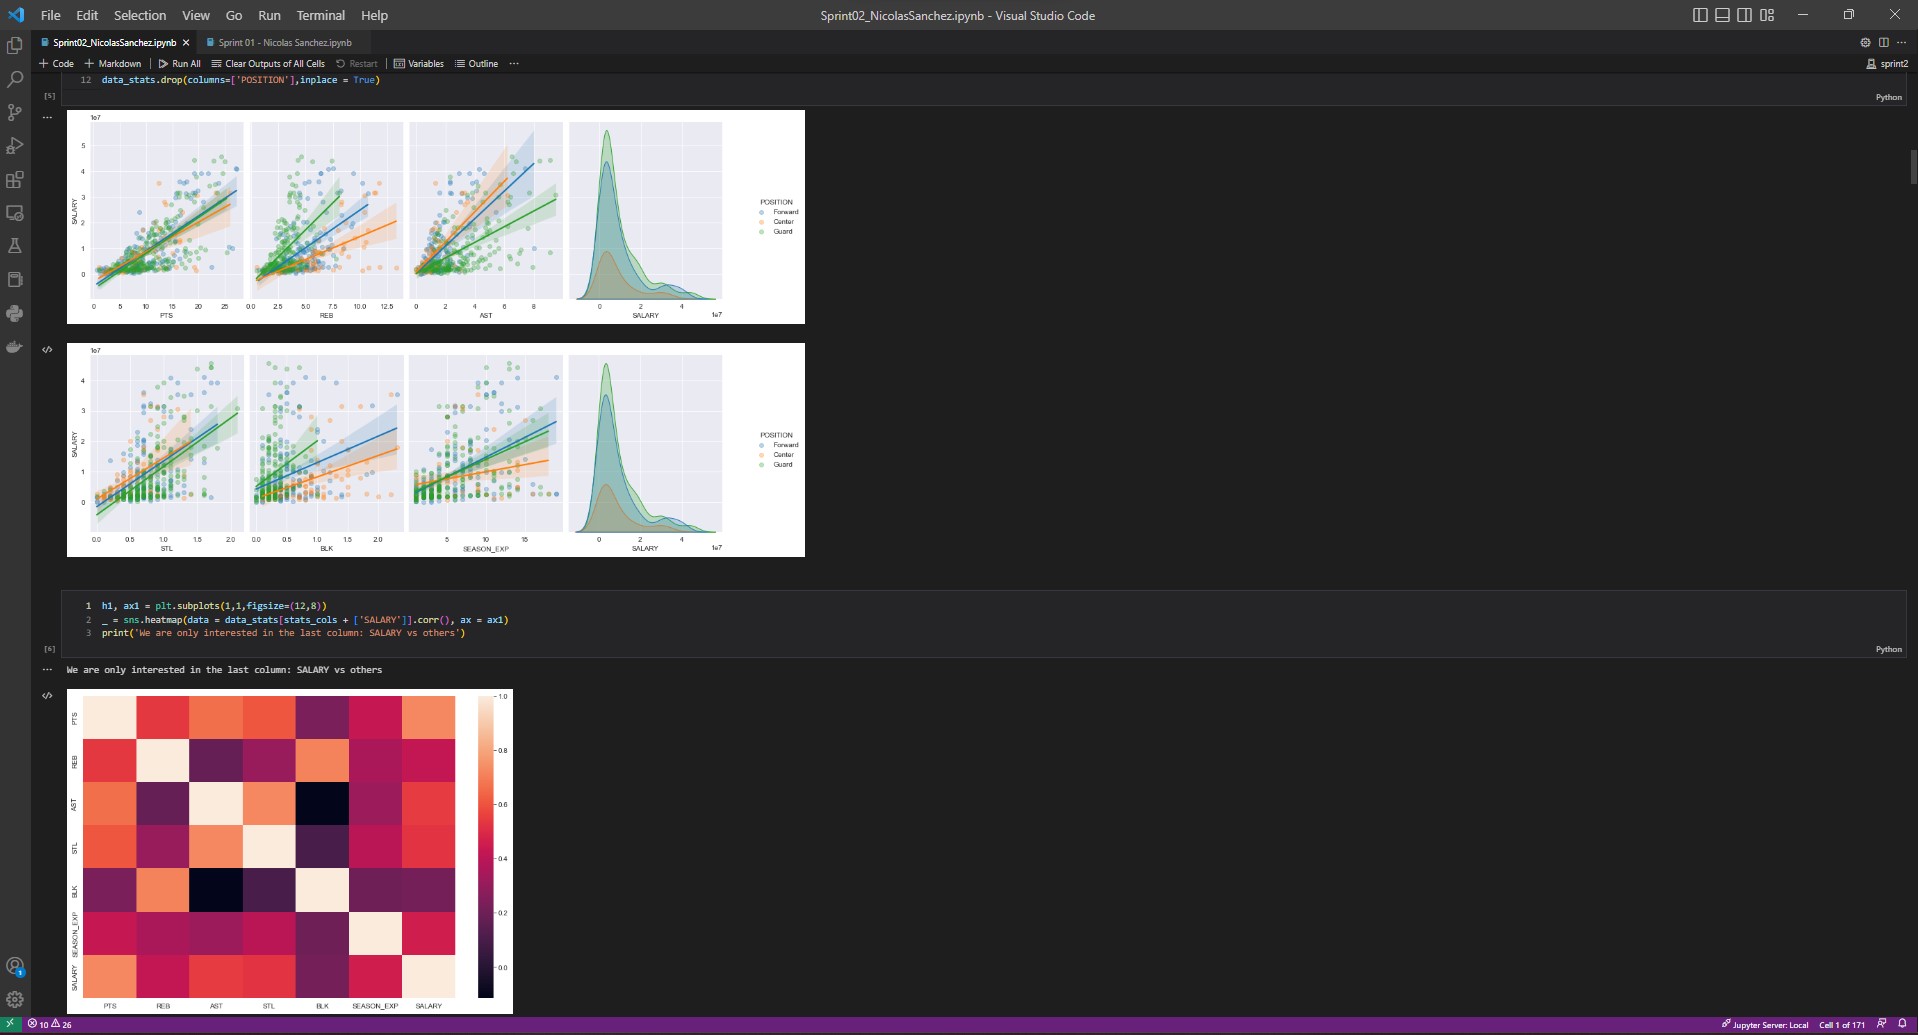 File Edit Selection View Go Run Terminal Help
Sprint02_NicolasSanchez.ipynb - Visual Studio Code
Sprint02_NicolasSanchez.ipynb
Sprint 01 - Nicolas Sanchez.ipynb
+ Code + Markdown Run All Clear Outputs of All Cells Restart Variables Outline ...
sprint2
12 data_stats.drop(columns=['POSITION'],inplace = True)
[5]
Python
1e7
5
4
3
2
1
0
SALARY
0 5 10 15 20 25
0.0 2.5 5.0 7.5 10.0 12.5
0 2 4 6 8
0 2 4
PTS REB AST SALARY
1e7
POSITION
Forward
Center
Guard
1e7
4
3
2
1
0
SALARY
0.0 0.5 1.0 1.5 2.0
0.0 0.5 1.0 1.5 2.0
5 10 15
0 2 4
STL BLK SEASON_EXP SALARY
1e7
POSITION
Forward
Center
Guard
1 h1, ax1 = plt.subplots(1,1,figsize=(12,8))
2 _ = sns.heatmap(data = data_stats[stats_cols + ['SALARY']].corr(), ax = ax1)
3 print('We are only interested in the last column: SALARY vs others')
[6]
Python
We are only interested in the last column: SALARY vs others
PTS
REB
AST
STL
BLK
SEASON_EXP
SALARY
PTS REB AST STL BLK SEASON_EXP SALARY
1.0
0.8
0.6
0.4
0.2
0.0
1
10 26
Jupyter Server: Local Cell 1 of 171